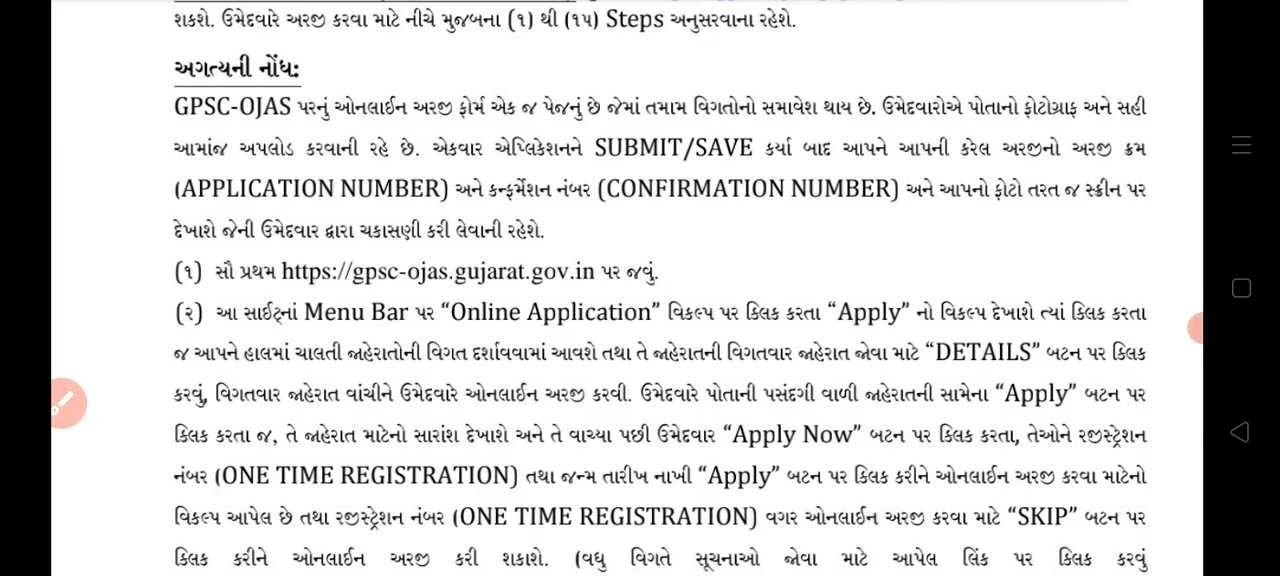 શકશે. ઉમેદવારે અરજી કરવા માટે નીચે મુજબના (૧) થી (૧૫) Steps અનુસરવાના રહેશે.
અગત્યની નોંધ:
GPSC-OJAS પરનું ઓનલાઈન અરજી ફોર્મ એક જ પેજનું છે જેમાં તમામ વિગતોનો સમાવેશ થાય છે. ઉમેદવારોએ પોતાનો ફોટોગ્રાફ અને સહી
આમાંજ અપલોડ કરવાની રહે છે. એકવાર એપ્લિકેશનને SUBMIT/SAVE કર્યા બાદ આપને આપની કરેલ અરજીનો અરજી ક્રમ
(APPLICATION NUMBER) અને કન્ફર્મેશન નંબર (CONFIRMATION NUMBER) અને આપનો ફોટો તરત જ સ્ક્રીન પર
દેખાશે જેની ઉમેદવાર દ્વારા ચકાસણી કરી લેવાની રહેશે.
(૧) સૌ પ્રથમ https://gpsc-ojas.gujarat.gov.in પર જવું.
(૨) આ સાઈટ્નાં Menu Bar પર “Online Application” વિકલ્પ પર ક્લિક કરતા “Apply” નો વિકલ્પ દેખાશે ત્યાં ક્લિક કરતા
જ આપને હાલમાં ચાલતી જાહેરાતોની વિગત દર્શાવવામાં આવશે તથા તે જાહેરાતની વિગતવાર જાહેરાત જોવા માટે “DETAILS” બટન પર ક્લિક
કરવું, વિગતવાર જાહેરાત વાંચીને ઉમેદવારે ઓનલાઈન અરજી કરવી. ઉમેદવારે પોતાની પસંદગી વાળી જાહેરાતની સામેના “Apply” બટન પર
ક્લિક કરતા જ, તે જાહેરાત માટેનો સારાંશ દેખાશે અને તે વાચ્યા પછી ઉમેદવાર “Apply Now” બટન પર ક્લિક કરતા, તેઓને રજીસ્ટ્રેશન
નંબર (ONE TIME REGISTRATION) તથા જન્મ તારીખ નાખી “Apply” બટન પર ક્લિક કરીને ઓનલાઈન અરજી કરવા માટેનો
વિકલ્પ આપેલ છે તથા રજીસ્ટ્રેશન નંબર (ONE TIME REGISTRATION) વગર ઓનલાઈન અરજી કરવા માટે “SKIP” બટન પર
ક્લિક કરીને ઓનલાઈન અરજી કરી શકાશે. (વધુ વિગતે સૂચનાઓ જોવા માટે આપેલ લિંક પર ક્લિક કરવું